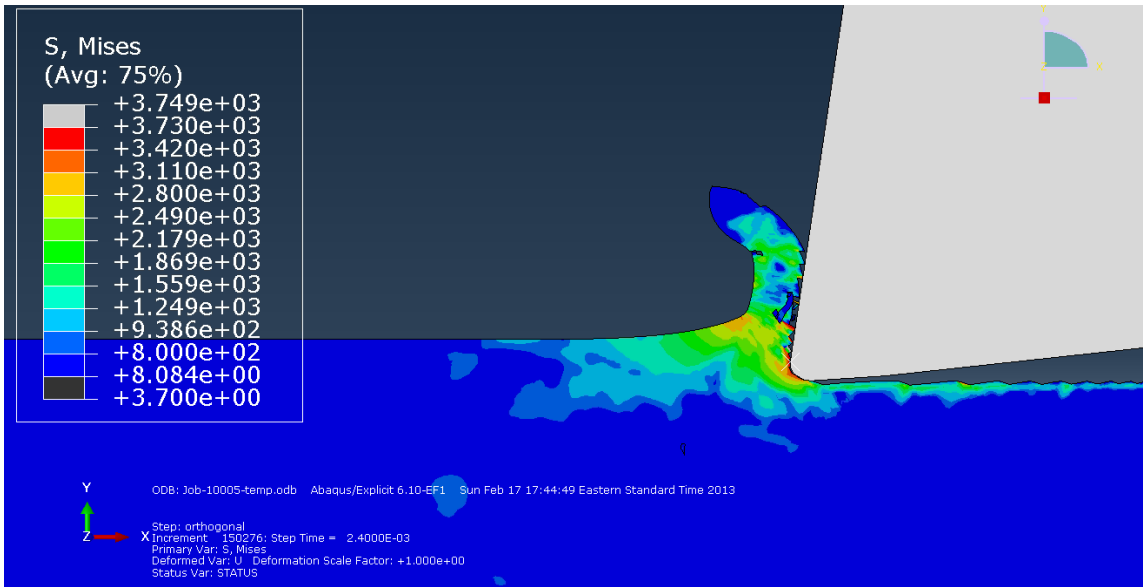 S, Mises
(Avg: 75%)
+3.749e+03
+3.730e+03
+3.420e+03
+3.110e+03
+2.800e+03
+2.490e+03
+2.179e+03
+1.869e+03
+1.559e+03
+1.249e+03
+9.386e+02
+8.000e+02
+8.084e+00
+3.700e+00
ODB: Job-10005-temp.odb Abaqus/Explicit 6.10-EF1 Sun Feb 17 17:44:49 Eastern Standard Time 2013
Y
Z X
Step: orthogonal
Increment 150276: Step Time = 2.4000E-03
Primary Var: S, Mises
Deformed Var: U Deformation Scale Factor: +1.000e+00
Status Var: STATUS